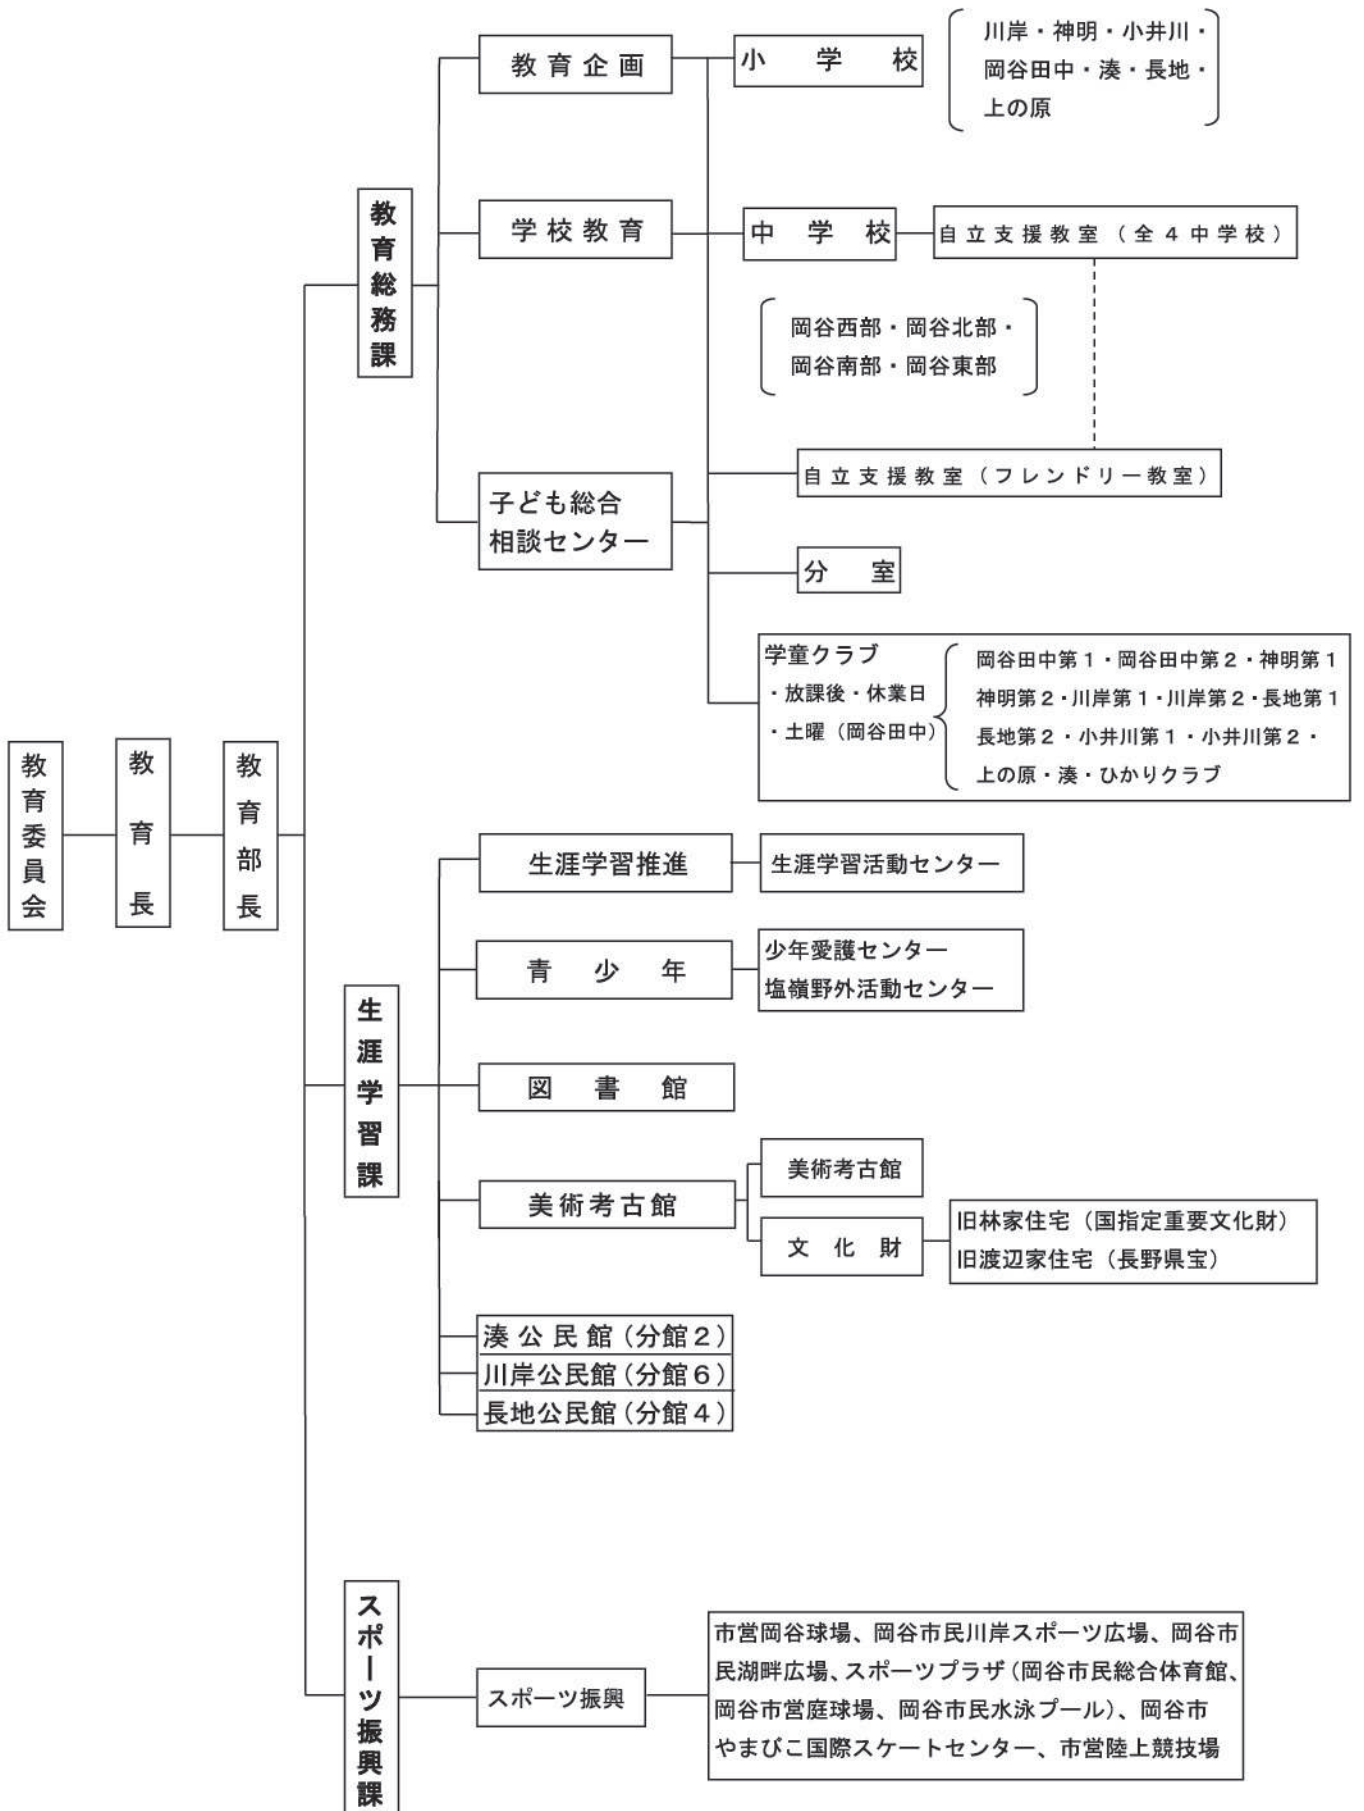 教育委員会
教育長
教育部長
教育総務課
教育企画
学校教育
子ども総合
相談センター
小学校
川岸・神明・小井川・
岡谷田中・湊・長地・
上の原
中学校
自立支援教室（全４中学校）
岡谷西部・岡谷北部・
岡谷南部・岡谷東部
自立支援教室（フレンドリー教室）
分室
学童クラブ
・放課後・休業日
・土曜（岡谷田中）
岡谷田中第１・岡谷田中第２・神明第１
神明第２・川岸第１・川岸第２・長地第１
長地第２・小井川第１・小井川第２・
上の原・湊・ひかりクラブ
生涯学習課
生涯学習推進
生涯学習活動センター
青少年
少年愛護センター
塩嶺野外活動センター
図書館
美術考古館
美術考古館
文化財
旧林家住宅（国指定重要文化財）
旧渡辺家住宅（長野県宝）
湊公民館（分館２）
川岸公民館（分館６）
長地公民館（分館４）
スポーツ振興課
スポーツ振興
市営岡谷球場、岡谷市民川岸スポーツ広場、岡谷市
民湖畔広場、スポーツプラザ（岡谷市民総合体育館、
岡谷市営庭球場、岡谷市民水泳プール）、岡谷市
やまびこ国際スケートセンター、市営陸上競技場